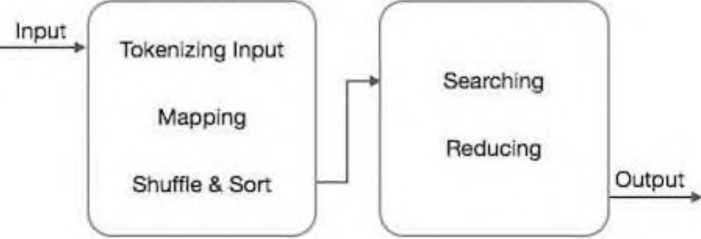 Input
Tokenizing Input
Mapping
Shuffle & Sort
Searching
Reducing
Output